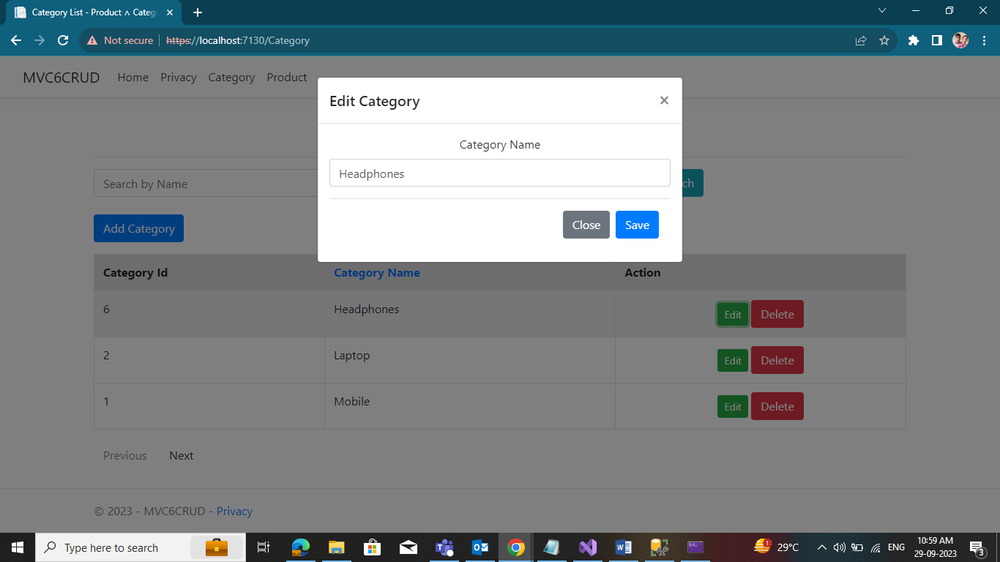 Category List - Product ∧ Categ
Not secure https://localhost:7130/Category
MVC6CRUD Home Privacy Category Product
Edit Category ×
Category Name
Headphones
Close Save
Search by Name ch
Add Category
Category Id Category Name Action
6 Headphones Edit Delete
2 Laptop Edit Delete
1 Mobile Edit Delete
Previous Next
© 2023 - MVC6CRUD - Privacy
Type here to search 1 29°C ENG 10:59 AM
29-09-2023 3